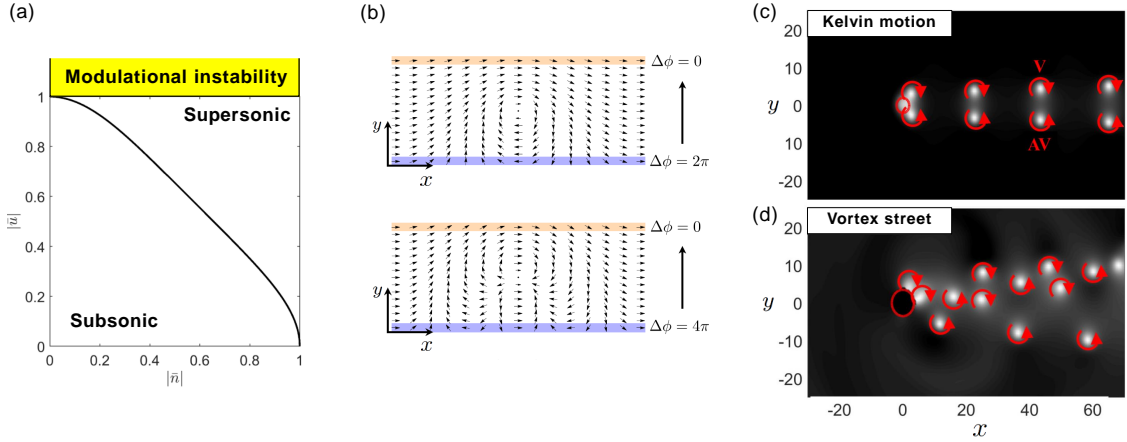 (a)
Modulational instability
1
Supersonic
0.8
0.6
|ū|
0.4
0.2
Subsonic
0
0 0.2 0.4 0.6 0.8 1
|n̄|
(b)
Δϕ = 0
y
x
Δϕ = 2π
Δϕ = 0
y
x
Δϕ = 4π
(c)
Kelvin motion
20
10
y 0
10
-20
V
AV
(d)
Vortex street
20
10
y 0
-10
-20
-20 0 20 40 60
x